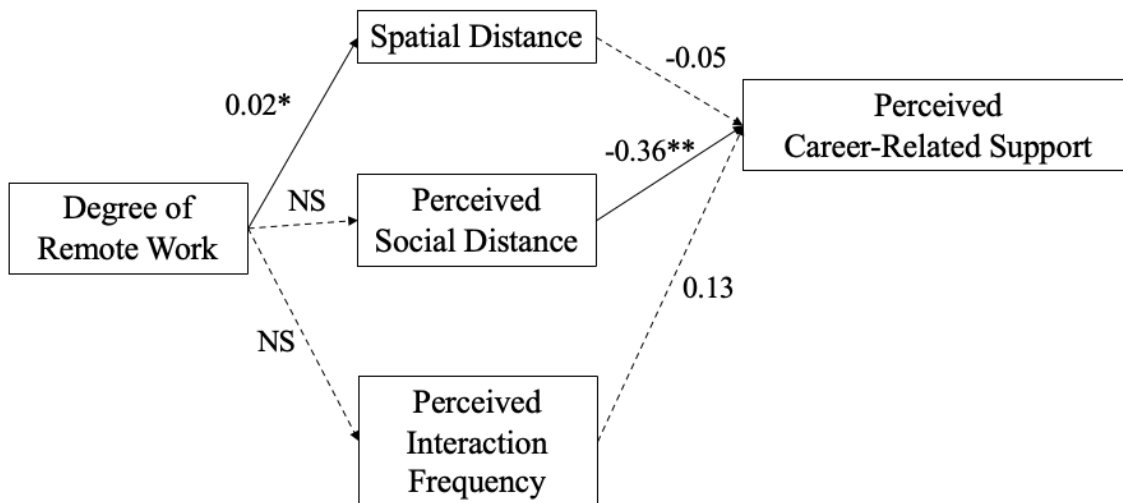 Spatial Distance
-0.05
0.02*
Perceived
Career-Related Support
-0.36**
NS
Degree of
Remote Work
Perceived
Social Distance
0.13
NS
Perceived
Interaction
Frequency